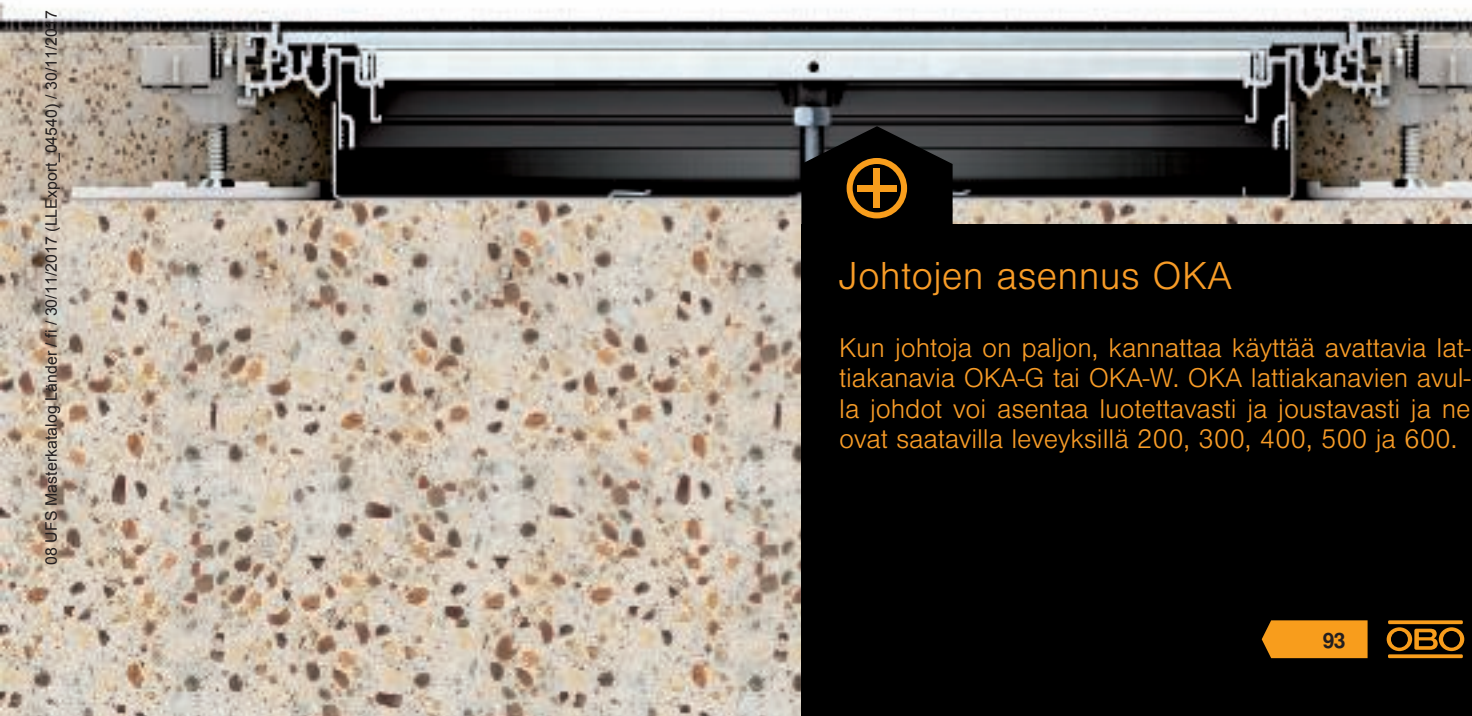 08 UFS Masterkatalog Länder / fi / 30/11/2017 (LLExport_04540) / 30/11/2017
Johtojen asennus OKA
Kun johtoja on paljon, kannattaa käyttää avattavia lat-
tiakanavia OKA-G tai OKA-W. OKA lattiakanavien avul-
la johdot voi asentaa luotettavasti ja joustavasti ja ne
ovat saatavilla leveyksillä 200, 300, 400, 500 ja 600.
93
OBO